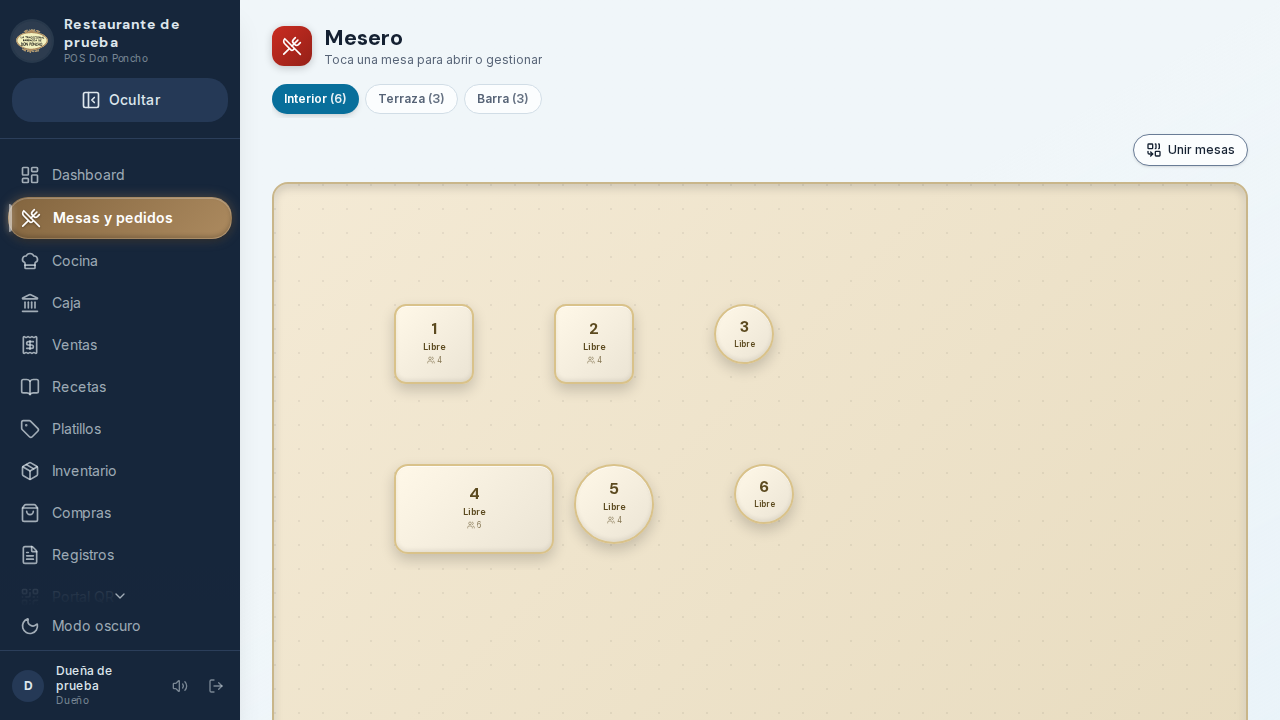 Restaurante de
prueba
POS Don Poncho
Ocultar
Dashboard
Mesas y pedidos
Cocina
Caja
Ventas
Recetas
Platillos
Inventario
Compras
Registros
Portal QR
Modo oscuro
D
Dueña de
prueba
Dueño
Mesero
Toca una mesa para abrir o gestionar
Interior (6)
Terraza (3)
Barra (3)
Unir mesas
1
Libre
4
2
Libre
4
3
Libre
4
Libre
6
5
Libre
4
6
Libre